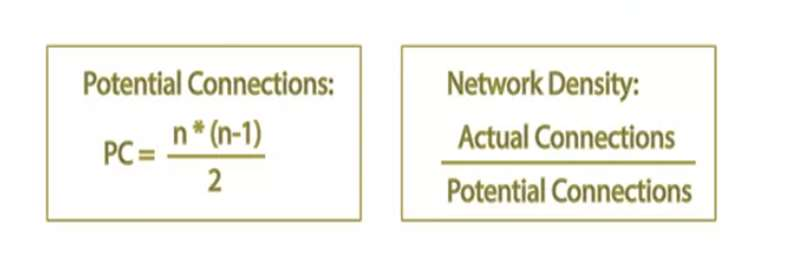 Potential Connections:
PC = n * (n-1)
2
Network Density:
Actual Connections
Potential Connections